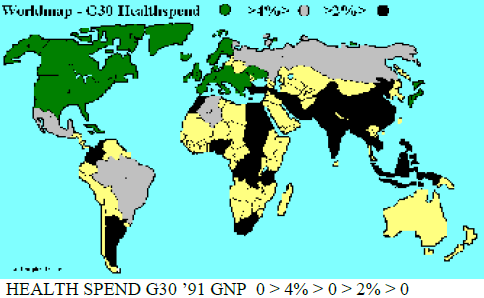 Worldmap - G30 Healthspend >4%> >2%>
HEALTH SPEND G30 ’91 GNP 0 > 4% > 0 > 2% > 0